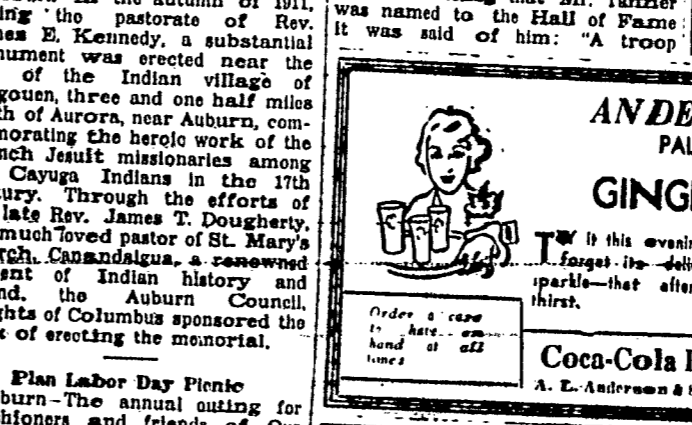 the autumn of 1911,
the pastorate of Rev.
E. Kennedy, a substantial
was erected near the
of the Indian village of
gouen, three and one half miles
th of Aurora, near Auburn, com-
morating the heroic work of the
nch Jesuit missionaries among
Cayuga Indians in the 17th
ury. Through the efforts of
late Rev. James T. Dougherty,
much loved pastor of St. Mary's
rch, Canandaigua, a renowned
ent of Indian history and
nd, the Auburn Council,
ghts of Columbus sponsored the
k of erecting the memorial.
Plan Labor Day Picnic
burn—The annual outing for
shioners and friends of
was named to the Hall of Fame
it was said of him: "A troop
ANDE
PAL
GING
Try it this evenin
forget its deli
sparkle—that after
thirst.
Order a case
to have on
hand at all
times
Coca-Cola
A. L. Anderson &